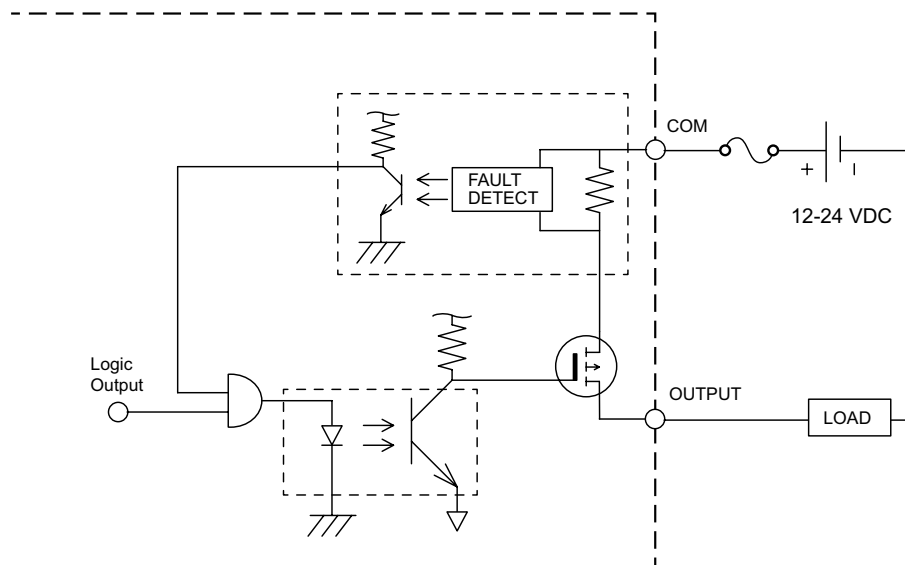 COM
FAULT
DETECT
+
12-24 VDC
Logic
Output
OUTPUT
LOAD